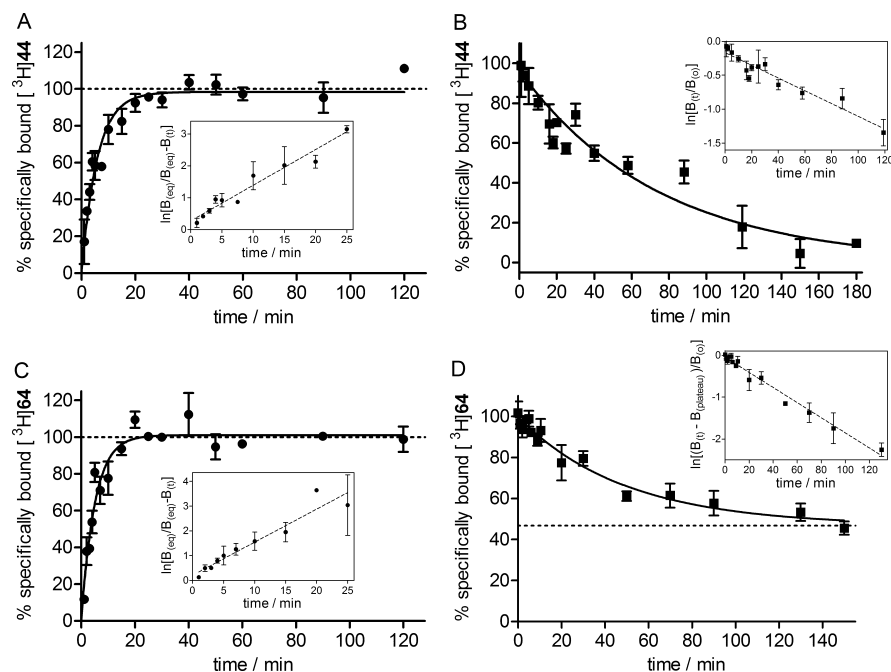 A
% specifically bound [ ³H]44
120
100
80
60
40
20
0
0 20 40 60 80 100 120
time / min
ln[B(eq)/B(eq)-B(t)]
3
2
1
0
0 5 10 15 20 25
time / min
B
% specifically bound [ ³H]44
100
80
60
40
20
0
0 20 40 60 80 100 120 140 160 180
time / min
ln[B(t)/B(o)]
0.0
-0.5
-1.0
-1.5
0 20 40 60 80 100 120
time / min
C
% specifically bound [ ³H]64
120
100
80
60
40
20
0
0 20 40 60 80 100 120
time / min
ln[B(eq)/B(eq)-B(t)]
4
3
2
1
0
0 5 10 15 20 25
time / min
D
% specifically bound [ ³H]64
100
80
60
40
20
0
0 20 40 60 80 100 120 140
time / min
ln[(B(t) - B(plateau))/B(o)]
0
-1
-2
0 20 40 60 80 100 120
time / min